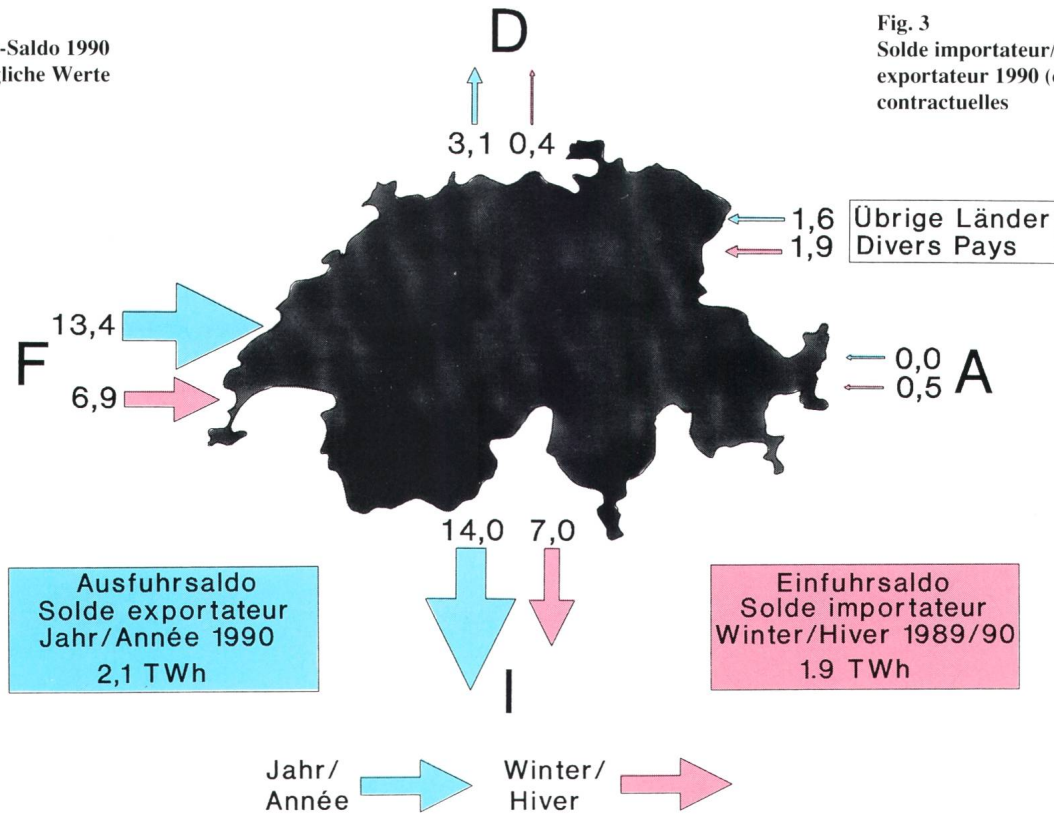 -Saldo 1990
gliche Werte
Fig. 3
Solde importateur/
exportateur 1990 (
contractuelles
D
3,1 0,4
1,6 Übrige Länder
1,9 Divers Pays
13,4
F
6,9
0,0
0,5
A
14,0 7,0
I
Ausfuhrsaldo
Solde exportateur
Jahr/Année 1990
2,1 TWh
Einfuhrsaldo
Solde importateur
Winter/Hiver 1989/90
1.9 TWh
Jahr/
Année
Winter/
Hiver